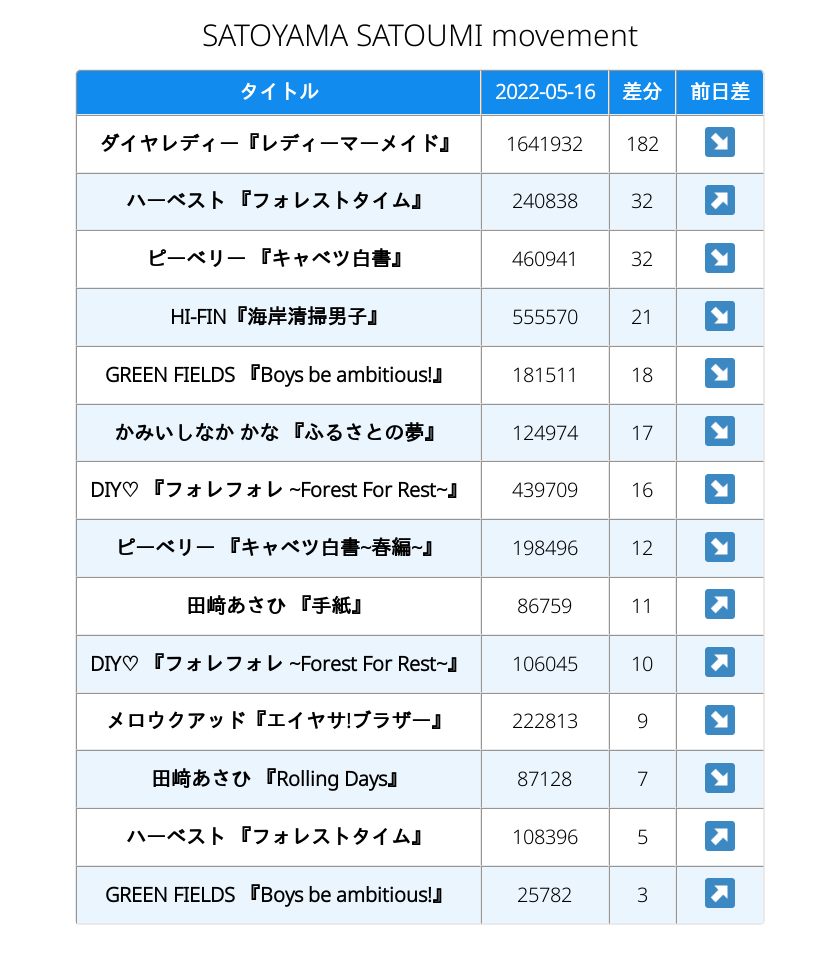 SATOYAMA SATOUMI movement
タイトル 2022-05-16 差分 前日差
ダイヤレディー『レディーマーメイド』 1641932 182 ↘
ハーベスト 『フォレストタイム』 240838 32 ↗
ピーベリー 『キャベツ白書』 460941 32 ↘
HI-FIN『海岸清掃男子』 555570 21 ↘
GREEN FIELDS 『Boys be ambitious!』 181511 18 ↘
かみいしなか かな 『ふるさとの夢』 124974 17 ↘
DIY♡ 『フォレフォレ ~Forest For Rest~』 439709 16 ↘
ピーベリー 『キャベツ白書~春編~』 198496 12 ↘
田﨑あさひ 『手紙』 86759 11 ↗
DIY♡ 『フォレフォレ ~Forest For Rest~』 106045 10 ↗
メロウクアッド『エイヤサ!ブラザー』 222813 9 ↘
田﨑あさひ 『Rolling Days』 87128 7 ↘
ハーベスト 『フォレストタイム』 108396 5 ↗
GREEN FIELDS 『Boys be ambitious!』 25782 3 ↗